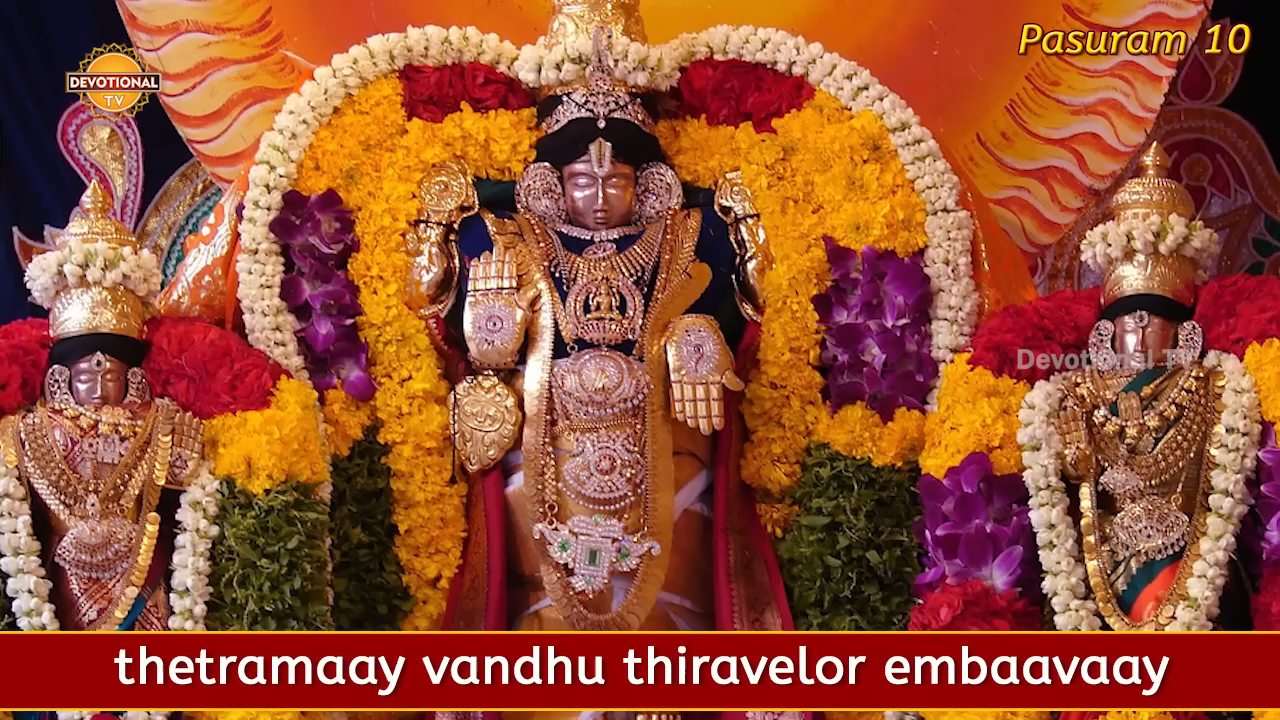 Pasuram 10
DEVOTIONAL
TV
Devotional TV
thetramaay vandhu thiravelor embaavaay